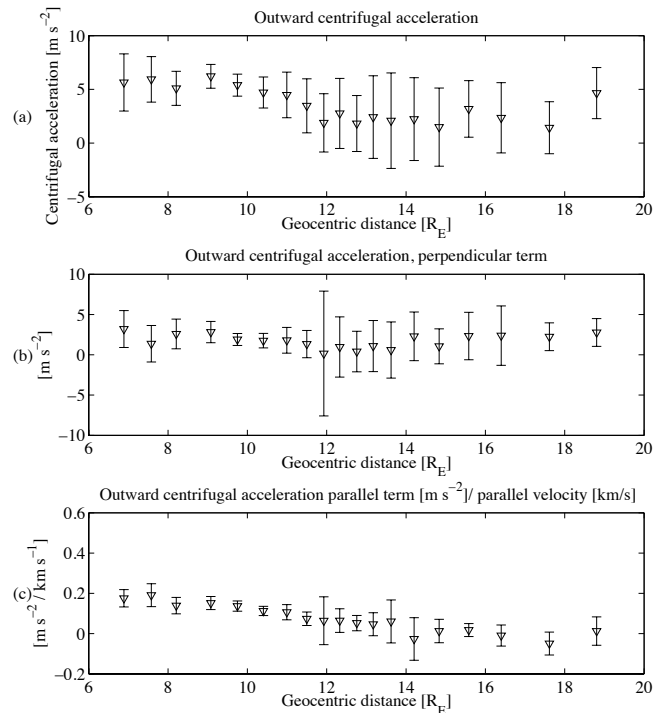 Outward centrifugal acceleration
(a)
Centrifugal acceleration [m s⁻²]
10
5
0
−5
6 8 10 12 14 16 18 20
Geocentric distance [R_E]
Outward centrifugal acceleration, perpendicular term
(b)
[m s⁻²]
10
5
0
−5
−10
6 8 10 12 14 16 18 20
Geocentric distance [R_E]
Outward centrifugal acceleration parallel term [m s⁻²]/ parallel velocity [km/s]
(c)
[m s⁻² / km s⁻¹]
0.6
0.4
0.2
0
−0.2
6 8 10 12 14 16 18 20
Geocentric distance [R_E]